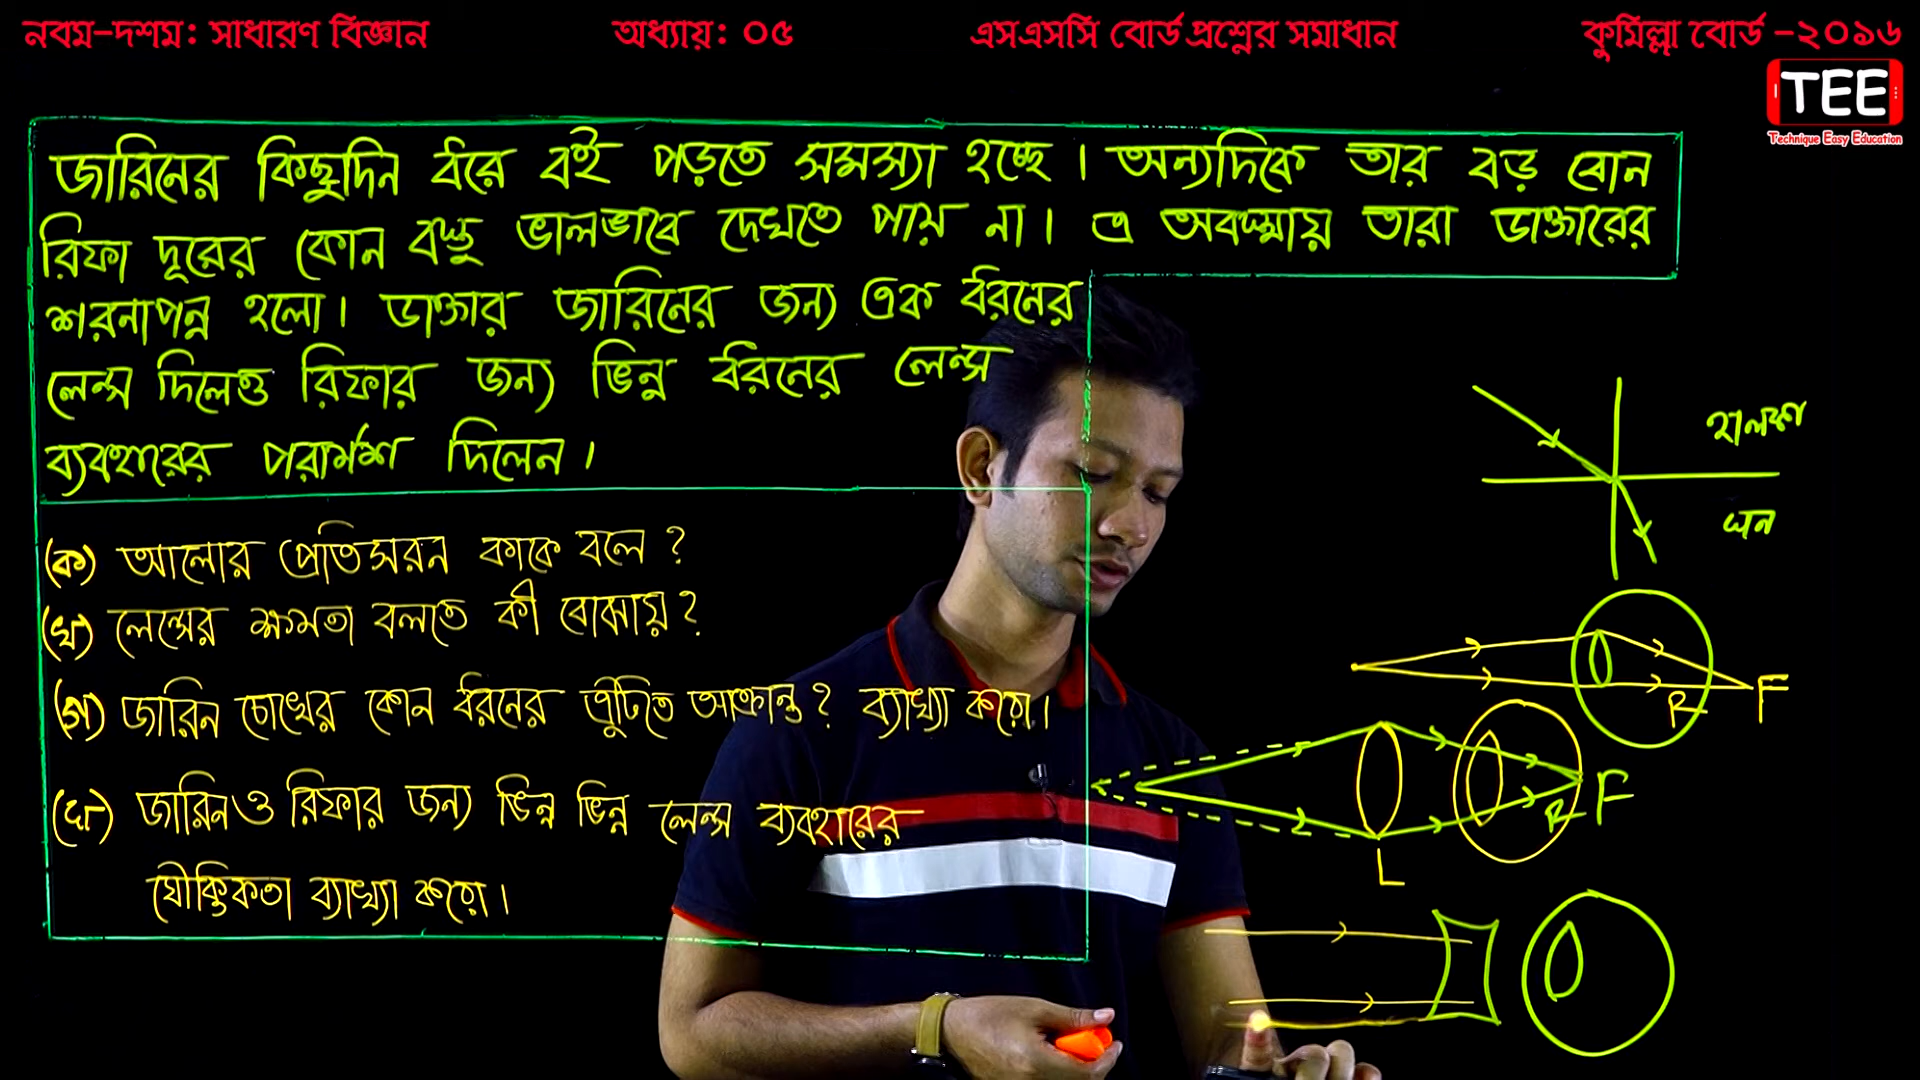 নবম-দশম: সাধারণ বিজ্ঞান অধ্যায়: ০৫ এসএসসি বোর্ড প্রশ্নের সমাধান কুমিল্লা বোর্ড -২০১৬
TEE
Technique Easy Education
জারিনের কিছুদিন ধরে বই পড়তে সমস্যা হচ্ছে। অন্যদিকে তার বড় বোন
রিফা দূরের কোন বস্তু ভালভাবে দেখতে পায় না। এ অবস্থায় তারা ডাক্তারের
শরনাপন্ন হলো। ডাক্তার জারিনের জন্য এক ধরনের
লেন্স দিলেও রিফার জন্য ভিন্ন ধরনের লেন্স
ব্যবহারের পরার্মশ দিলেন।
(ক) আলোর প্রতিসরন কাকে বলে?
(খ) লেন্সের ক্ষমতা বলতে কী বোঝায়?
(গ) জারিন চোখের কোন ধরনের ত্রুটিতে আক্রান্ত? ব্যাখ্যা করো।
(ঘ) জারিন ও রিফার জন্য ভিন্ন ভিন্ন লেন্স ব্যবহারের
যৌক্তিকতা ব্যাখ্যা করো।
হালকা
ঘন
R F
R F
L